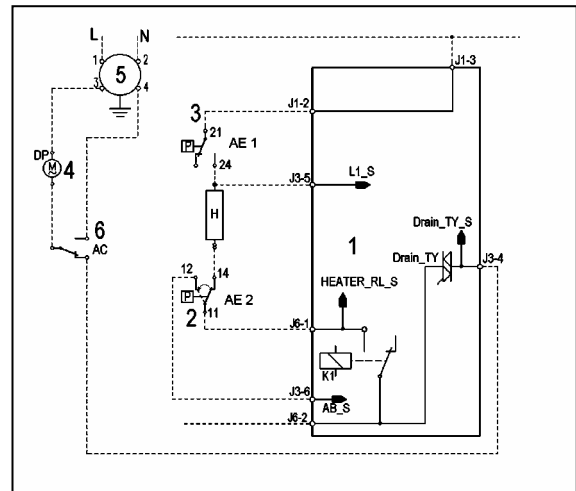 L N
1 2
5
3 4
J1-3
J1-2
3
21
P AE 1
24
DP M 4
J3-5 L1_S
6
AC
H
1
Drain_TY_S
Drain_TY J3-4
HEATER_RL_S
12 14
P AE 2
2 11
J6-1
K1
J3-6
AB_S
J6-2